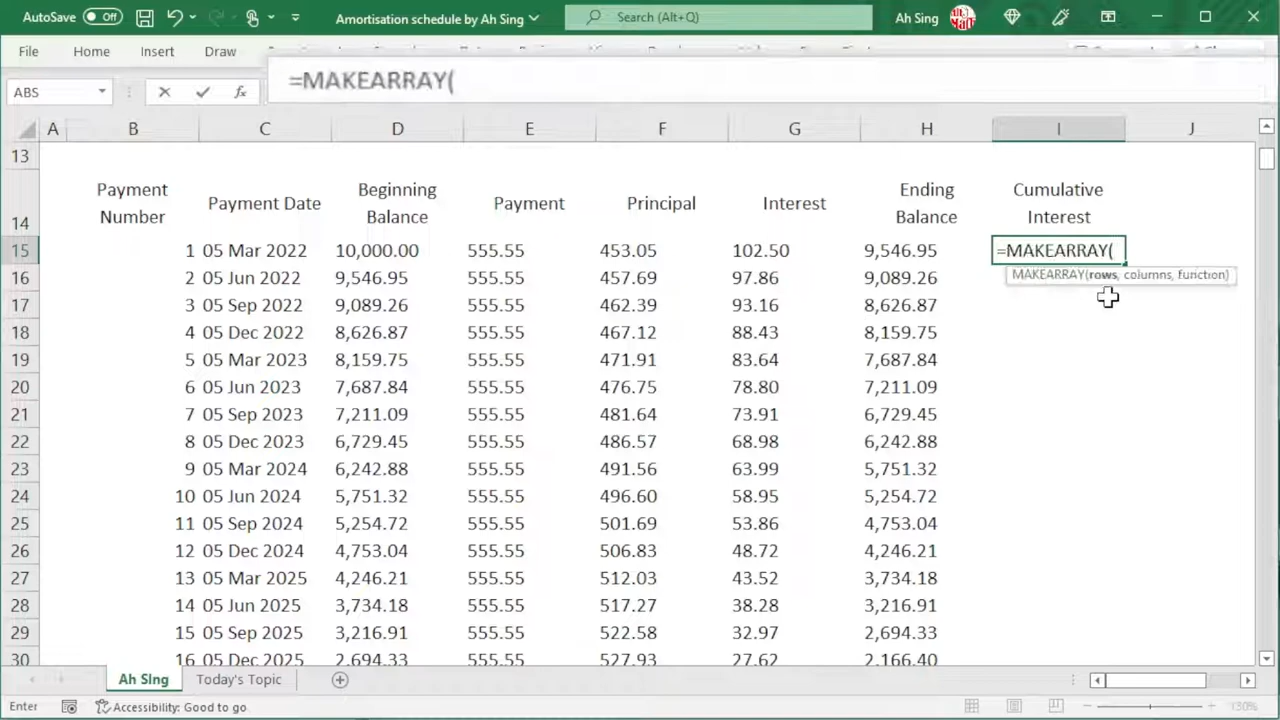 AutoSave Off Amortisation schedule by Ah Sing Search (Alt+Q) Ah Sing
File Home Insert Draw
ABS fx =MAKEARRAY(
A B C D E F G H I J
13
14 Payment Number Payment Date Beginning Balance Payment Principal Interest Ending Balance Cumulative Interest
15 1 05 Mar 2022 10,000.00 555.55 453.05 102.50 9,546.95 =MAKEARRAY(
MAKEARRAY(rows, columns, function)
16 2 05 Jun 2022 9,546.95 555.55 457.69 97.86 9,089.26
17 3 05 Sep 2022 9,089.26 555.55 462.39 93.16 8,626.87
18 4 05 Dec 2022 8,626.87 555.55 467.12 88.43 8,159.75
19 5 05 Mar 2023 8,159.75 555.55 471.91 83.64 7,687.84
20 6 05 Jun 2023 7,687.84 555.55 476.75 78.80 7,211.09
21 7 05 Sep 2023 7,211.09 555.55 481.64 73.91 6,729.45
22 8 05 Dec 2023 6,729.45 555.55 486.57 68.98 6,242.88
23 9 05 Mar 2024 6,242.88 555.55 491.56 63.99 5,751.32
24 10 05 Jun 2024 5,751.32 555.55 496.60 58.95 5,254.72
25 11 05 Sep 2024 5,254.72 555.55 501.69 53.86 4,753.04
26 12 05 Dec 2024 4,753.04 555.55 506.83 48.72 4,246.21
27 13 05 Mar 2025 4,246.21 555.55 512.03 43.52 3,734.18
28 14 05 Jun 2025 3,734.18 555.55 517.27 38.28 3,216.91
29 15 05 Sep 2025 3,216.91 555.55 522.58 32.97 2,694.33
30 16 05 Dec 2025 2,694.33 555.55 527.93 27.62 2,166.40
Ah Sing Today's Topic
Enter Accessibility: Good to go 130%